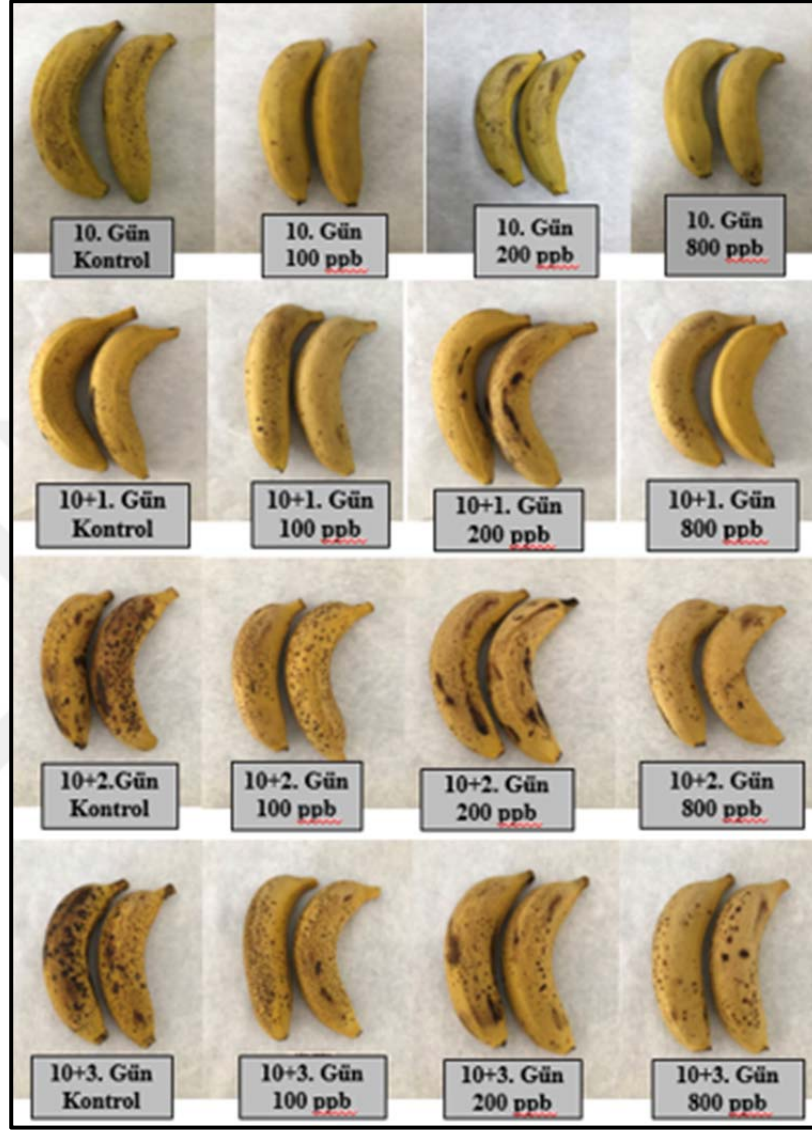 10. Gün
Kontrol
10. Gün
100 ppb
10. Gün
200 ppb
10. Gün
800 ppb
10+1. Gün
Kontrol
10+1. Gün
100 ppb
10+1. Gün
200 ppb
10+1. Gün
800 ppb
10+2.Gün
Kontrol
10+2. Gün
100 ppb
10+2. Gün
200 ppb
10+2. Gün
800 ppb
10+3. Gün
Kontrol
10+3. Gün
100 ppb
10+3. Gün
200 ppb
10+3. Gün
800 ppb